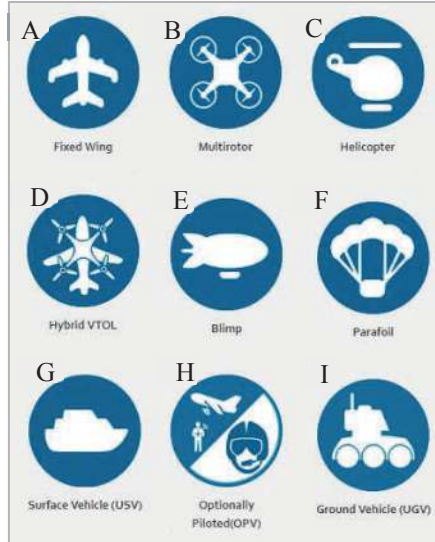 A B C
Fixed Wing Multirotor Helicopter
D E F
Hybrid VTOL Blimp Parafoil
G H I
Surface Vehicle (USV) Optionally Ground Vehicle (UGV)
Piloted(OPV)